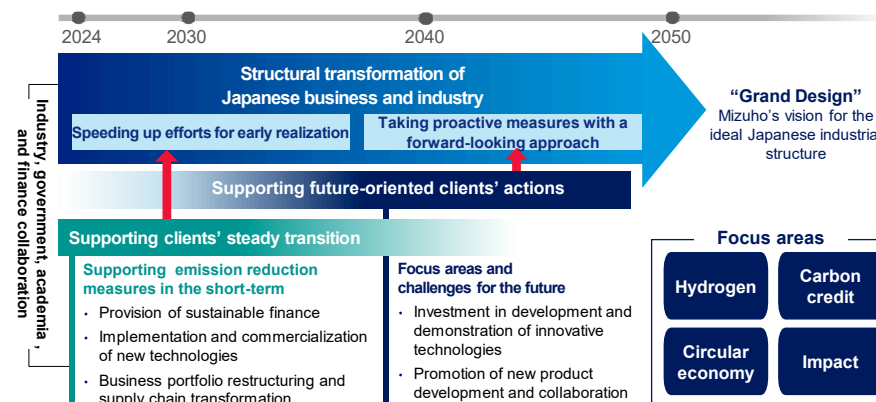 2024
2030
2040
2050
Structural transformation of
Japanese business and industry
Speeding up efforts for early realization
Taking proactive measures with a
forward-looking approach
“Grand Design”
Mizuho’s vision for the
ideal Japanese industria
structure
Industry, government, academia ,
and finance collaboration
Supporting future-oriented clients’ actions
Supporting clients’ steady transition
Supporting emission reduction
measures in the short-term
• Provision of sustainable finance
• Implementation and commercialization
of new technologies
• Business portfolio restructuring and
supply chain transformation
Focus areas and
challenges for the future
• Investment in development and
demonstration of innovative
technologies
• Promotion of new product
development and collaboration
Focus areas
Hydrogen
Carbon
credit
Circular
economy
Impact